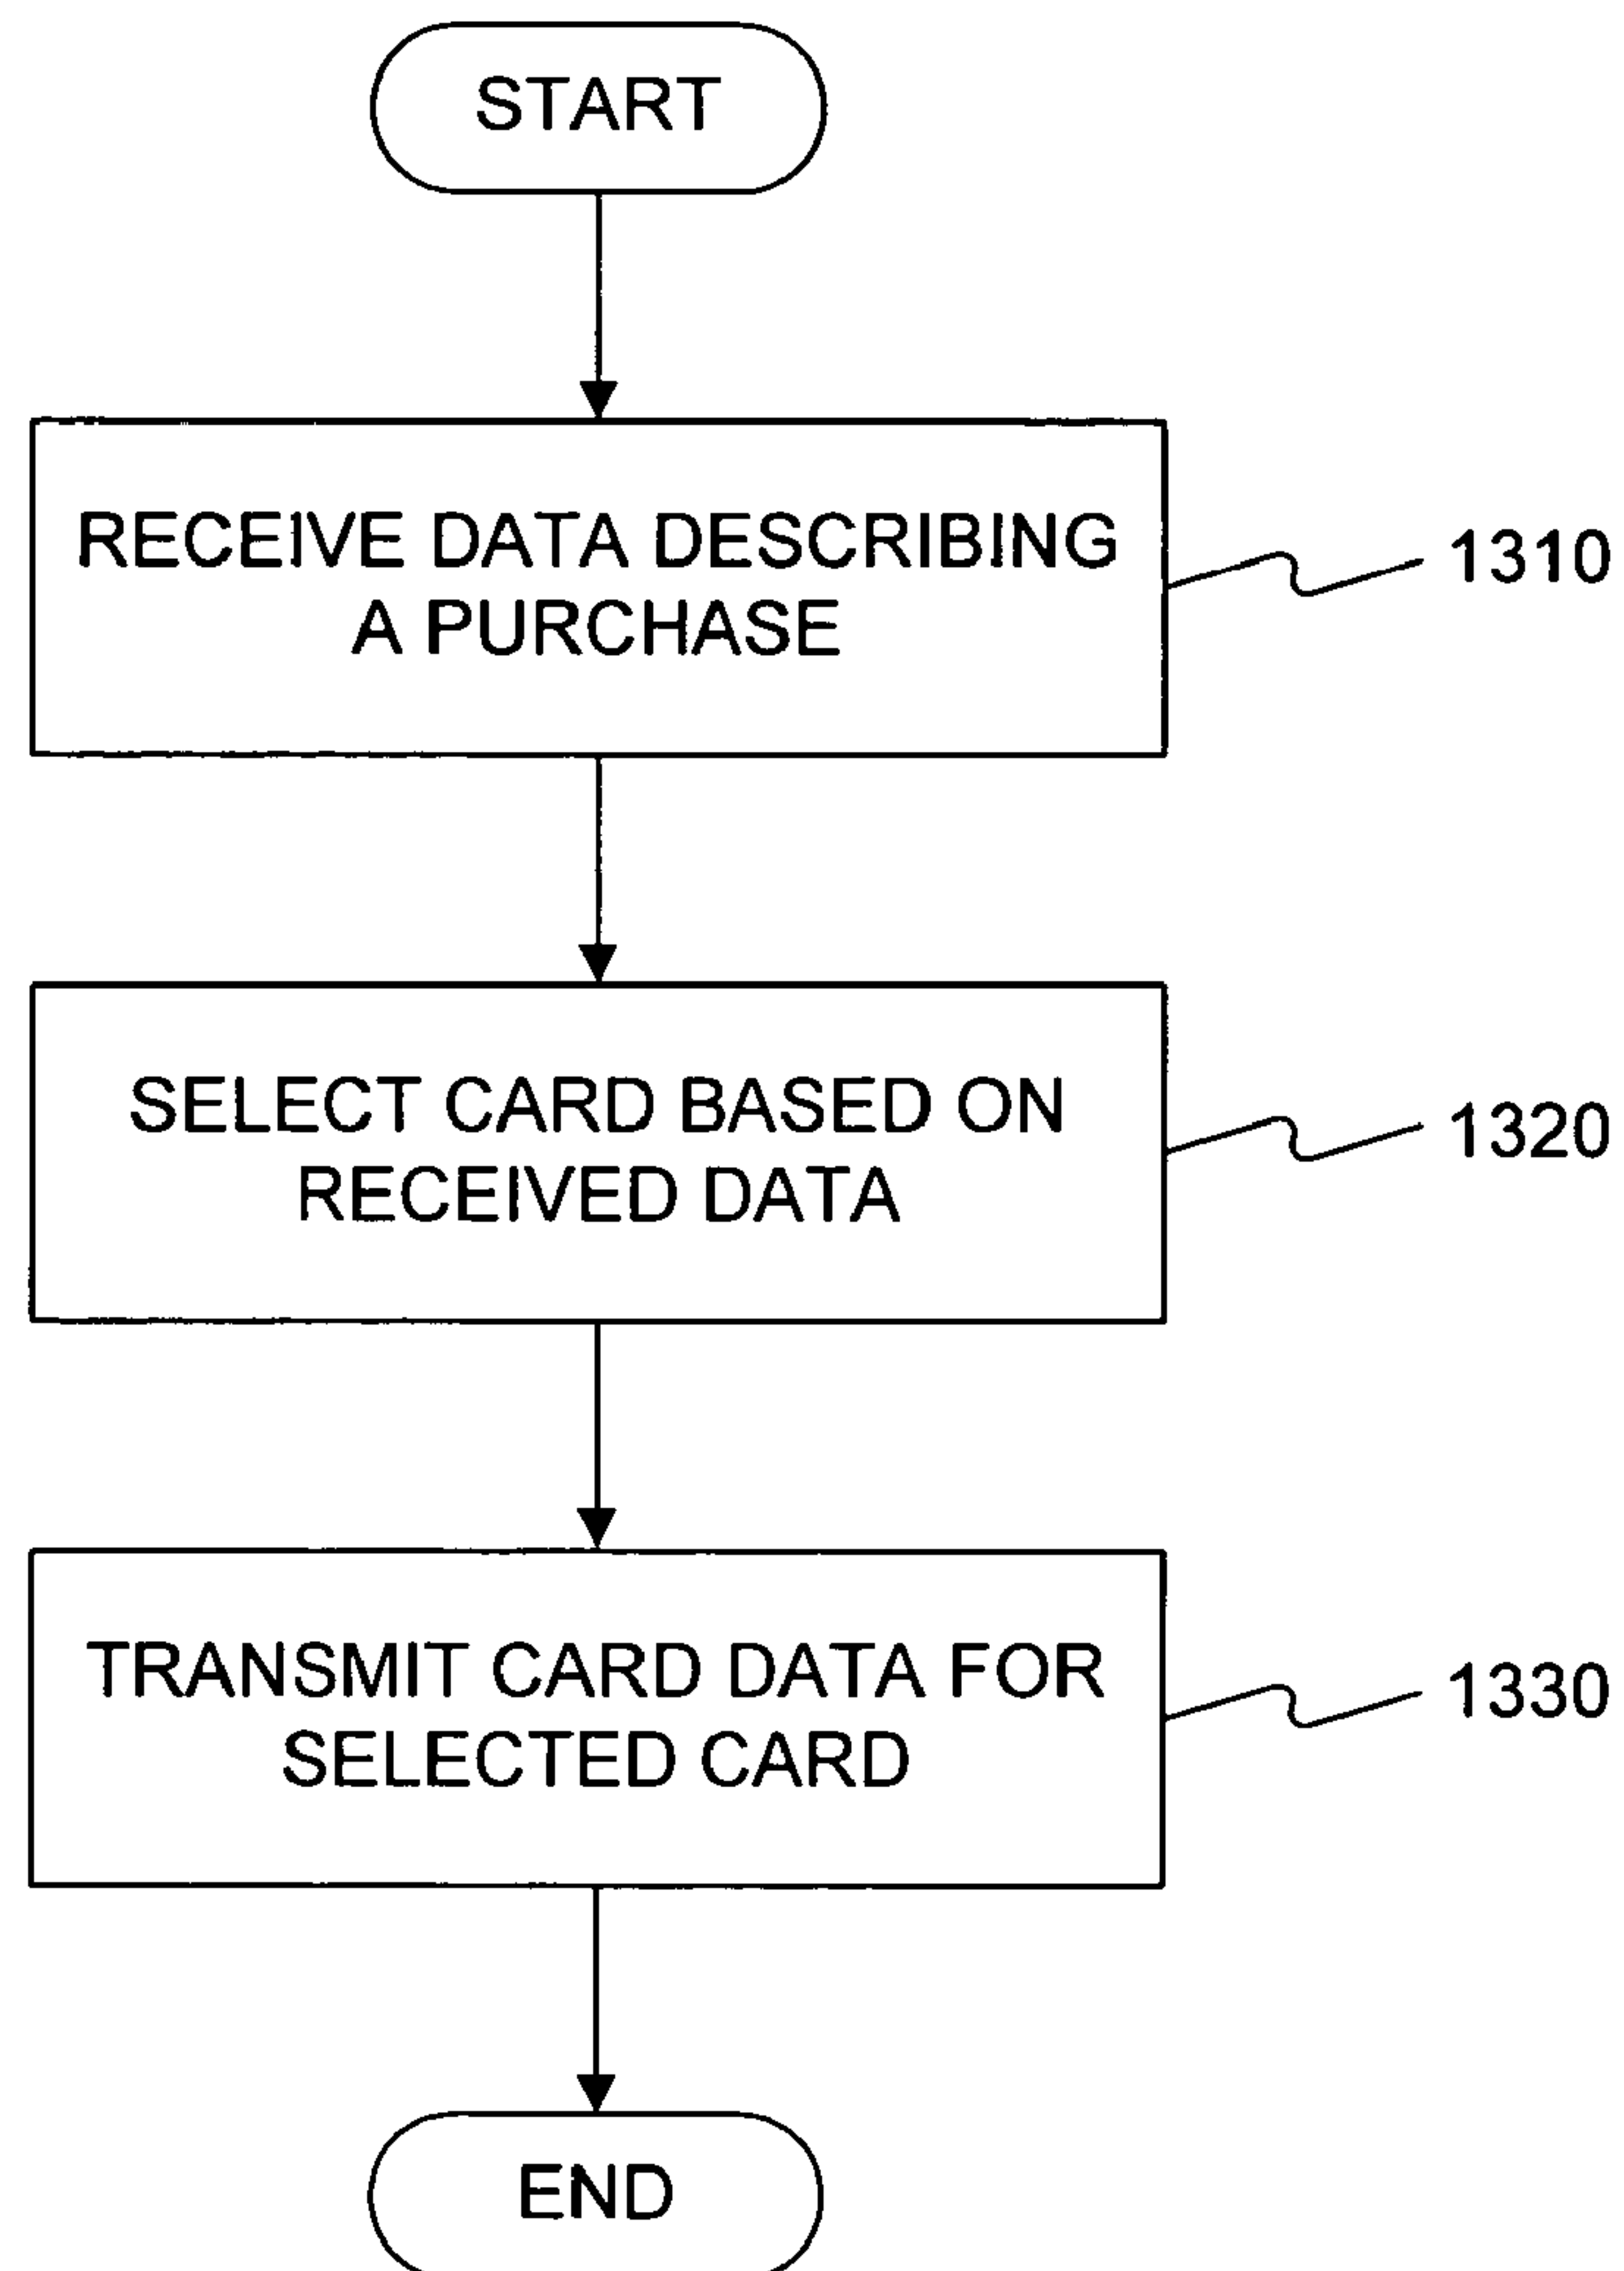 START
RECEIVE DATA DESCRIBING
A PURCHASE
1310
SELECT CARD BASED ON
RECEIVED DATA
1320
TRANSMIT CARD DATA FOR
SELECTED CARD
1330
END